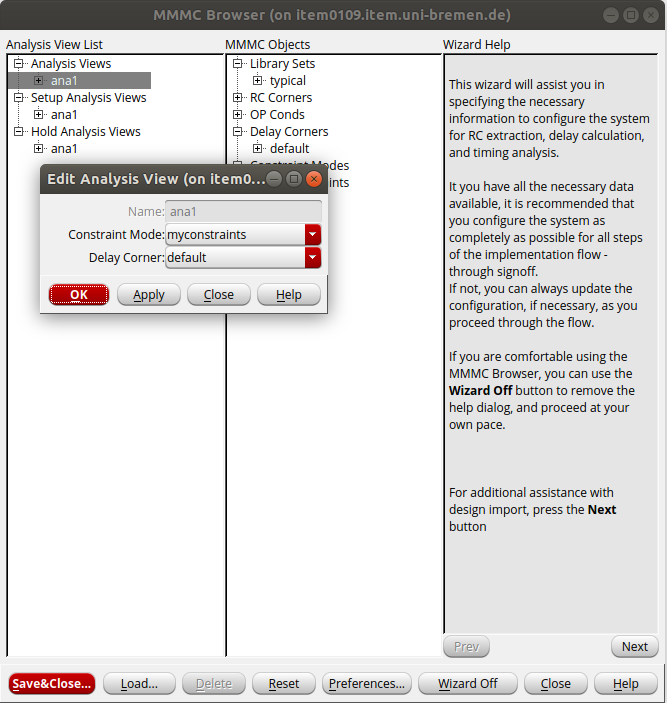 MMMC Browser (on item0109.item.uni-bremen.de)
Analysis View List
Analysis Views
ana1
Setup Analysis Views
ana1
Hold Analysis Views
ana1
MMMC Objects
Library Sets
typical
RC Corners
OP Conds
Delay Corners
default
Edit Analysis View (on item0...
Name: ana1
Constraint Mode: myconstraints
Delay Corner: default
OK Apply Close Help
Wizard Help
This wizard will assist you in
specifying the necessary
information to configure the system
for RC extraction, delay calculation,
and timing analysis.
It you have all the necessary data
available, it is recommended that
you configure the system as
completely as possible for all steps
of the implementation flow -
through signoff.
If not, you can always update the
configuration, if necessary, as you
proceed through the flow.
If you are comfortable using the
MMMC Browser, you can use the
Wizard Off button to remove the
help dialog, and proceed at your
own pace.
For additional assistance with
design import, press the Next
button
Prev Next
Save&Close... Load... Delete Reset Preferences... Wizard Off Close Help